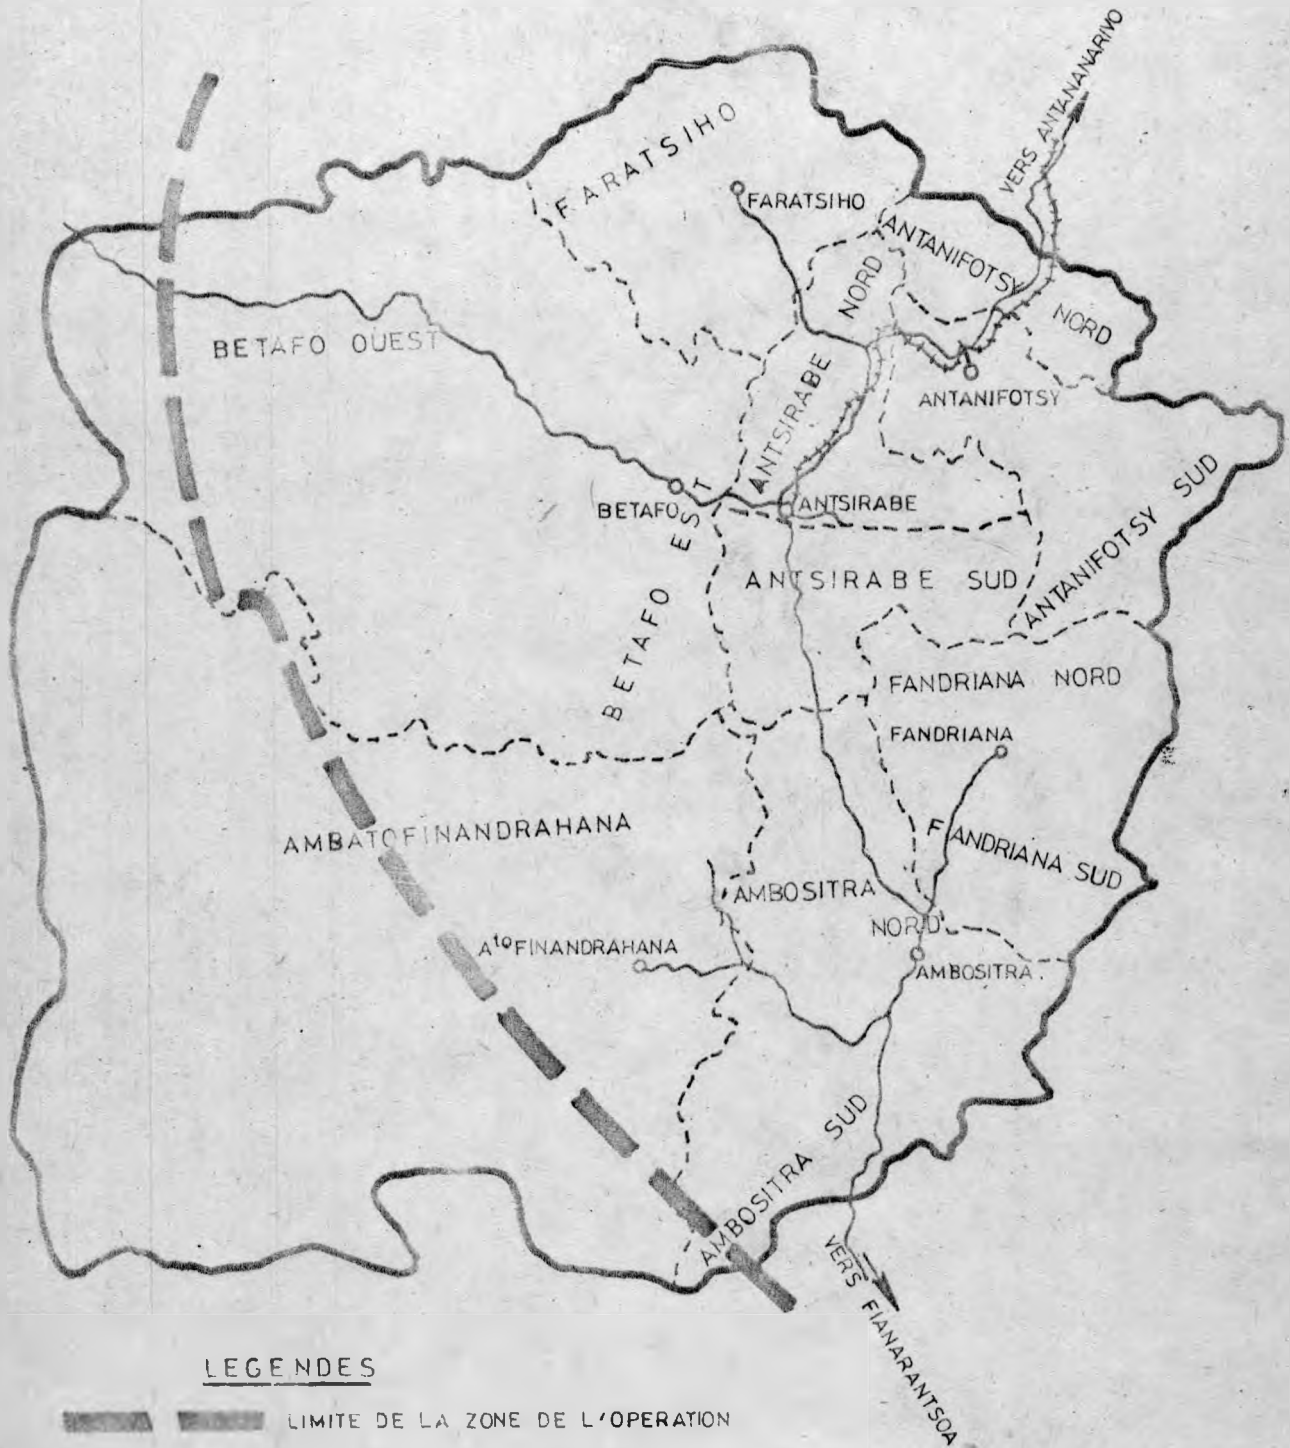 VERS ANTANANARIVO
FARATSIHO
FARATSIHO
ANTANIFOTSY
NORD
NORD
BETAFO OUEST
ANTSIRABE
ANTANIFOTSY
BETAFO
EST
ANTSIRABE
ANTANIFOTSY SUD
ANTSIRABE SUD
BETAFO
FANDRIANA NORD
FANDRIANA
AMBATOFINANDRAHANA
FIANDRIANA SUD
AMBOSITRA
NORD
AᵗᵒFINANDRAHANA
AMBOSITRA.
AMBOSITRA SUD
VERS FIANARANTSOA
LEGENDES
LIMITE DE LA ZONE DE L'OPERATION